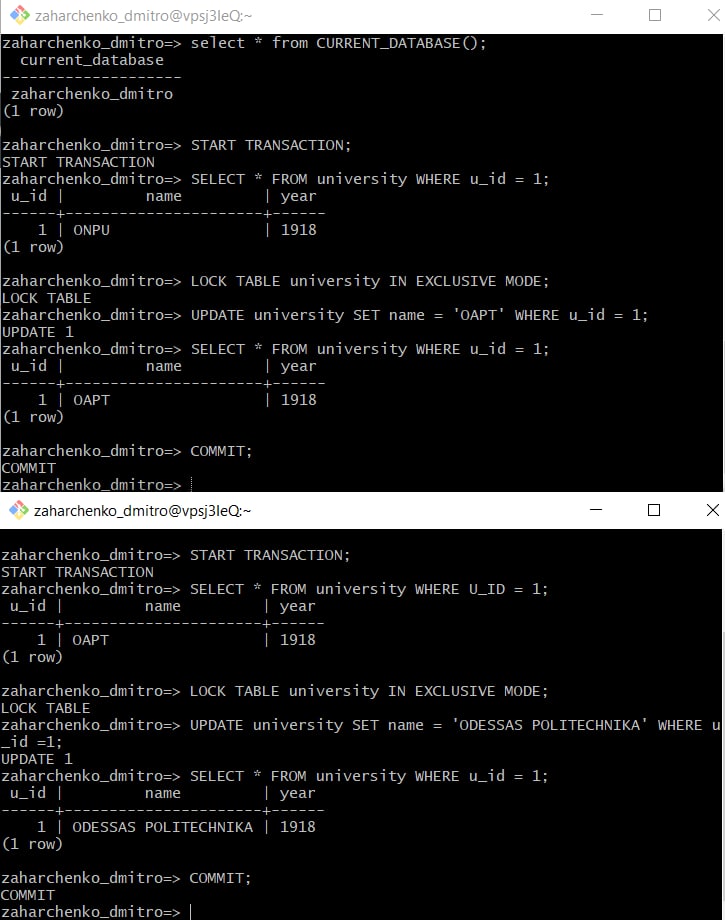 zaharchenko_dmitro@vpsj3IeQ:~
zaharchenko_dmitro=> select * from CURRENT_DATABASE();
  current_database
--------------------
 zaharchenko_dmitro
(1 row)

zaharchenko_dmitro=> START TRANSACTION;
START TRANSACTION
zaharchenko_dmitro=> SELECT * FROM university WHERE u_id = 1;
 u_id |         name         | year
------+----------------------+------
    1 | ONPU                 | 1918
(1 row)

zaharchenko_dmitro=> LOCK TABLE university IN EXCLUSIVE MODE;
LOCK TABLE
zaharchenko_dmitro=> UPDATE university SET name = 'OAPT' WHERE u_id = 1;
UPDATE 1
zaharchenko_dmitro=> SELECT * FROM university WHERE u_id = 1;
 u_id |         name         | year
------+----------------------+------
    1 | OAPT                 | 1918
(1 row)

zaharchenko_dmitro=> COMMIT;
COMMIT
zaharchenko_dmitro=>
zaharchenko_dmitro@vpsj3IeQ:~
zaharchenko_dmitro=> START TRANSACTION;
START TRANSACTION
zaharchenko_dmitro=> SELECT * FROM university WHERE U_ID = 1;
 u_id |         name         | year
------+----------------------+------
    1 | OAPT                 | 1918
(1 row)

zaharchenko_dmitro=> LOCK TABLE university IN EXCLUSIVE MODE;
LOCK TABLE
zaharchenko_dmitro=> UPDATE university SET name = 'ODESSAS POLITECHNIKA' WHERE u
_id =1;
UPDATE 1
zaharchenko_dmitro=> SELECT * FROM university WHERE u_id = 1;
 u_id |         name         | year
------+----------------------+------
    1 | ODESSAS POLITECHNIKA | 1918
(1 row)

zaharchenko_dmitro=> COMMIT;
COMMIT
zaharchenko_dmitro=>